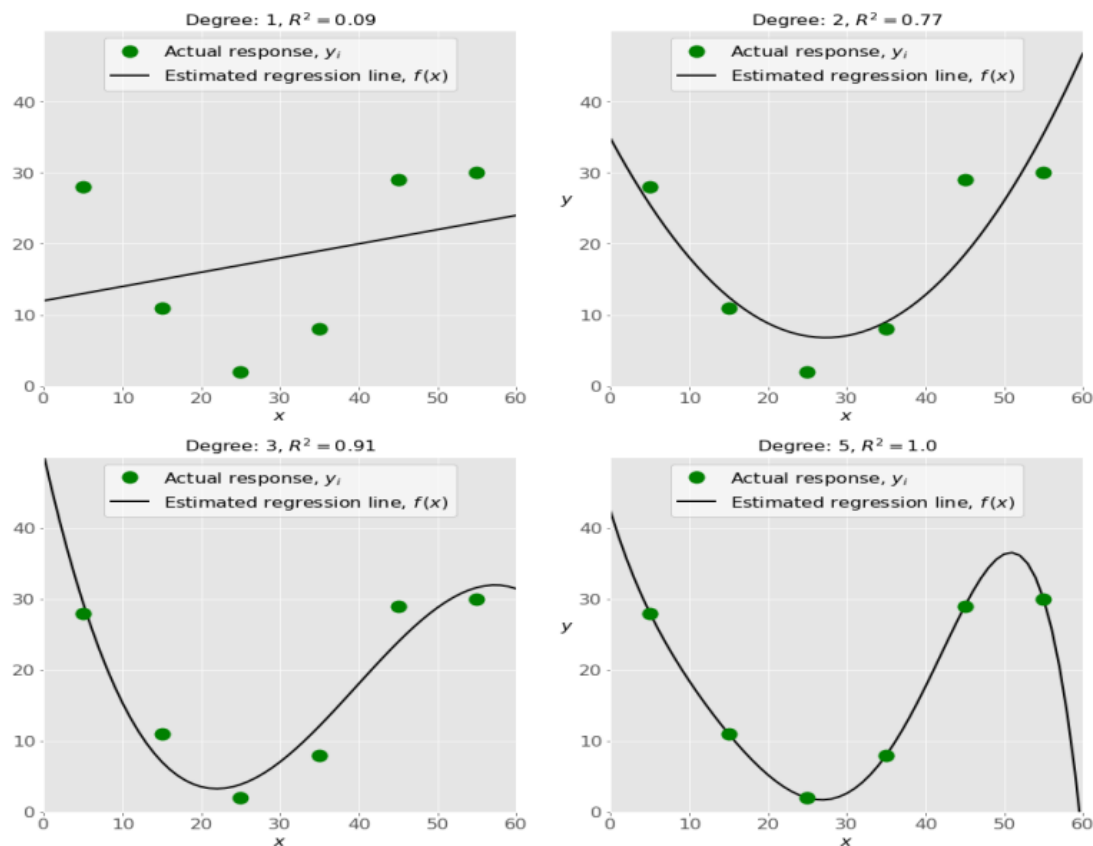 Degree: 1, R² = 0.09
Actual response, yᵢ
Estimated regression line, f(x)
40
30
20
10
0
0 10 20 30 40 50 60
x
Degree: 2, R² = 0.77
Actual response, yᵢ
Estimated regression line, f(x)
40
30
y
20
10
0
0 10 20 30 40 50 60
x
Degree: 3, R² = 0.91
Actual response, yᵢ
Estimated regression line, f(x)
40
30
20
10
0
0 10 20 30 40 50 60
x
Degree: 5, R² = 1.0
Actual response, yᵢ
Estimated regression line, f(x)
40
30
y
20
10
0
0 10 20 30 40 50 60
x